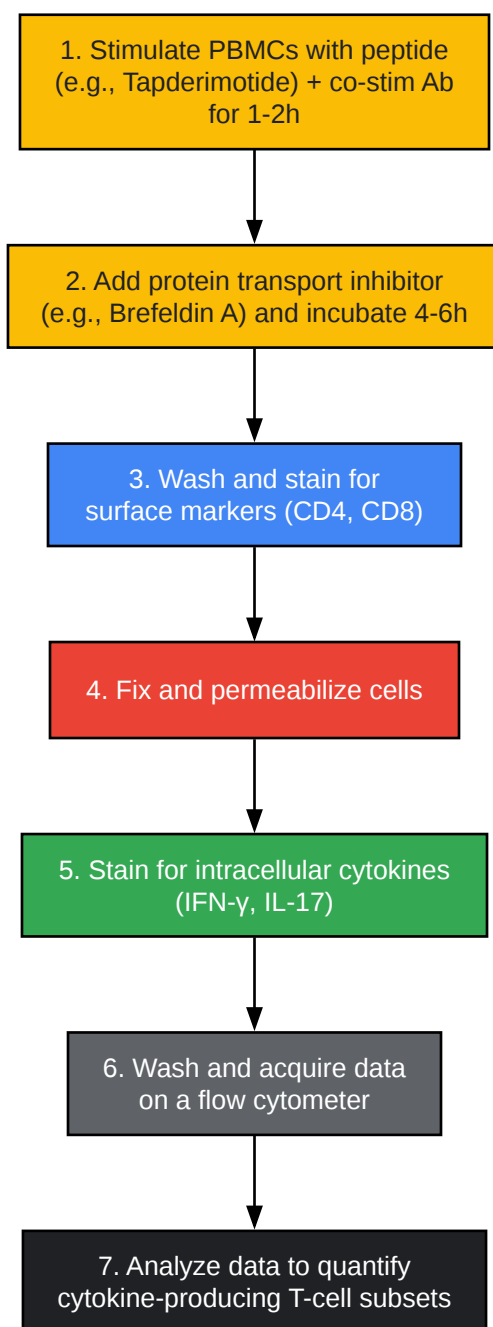 1. Stimulate PBMCs with peptide
(e.g., Tapderimotide) + co-stim Ab
for 1-2h
2. Add protein transport inhibitor
(e.g., Brefeldin A) and incubate 4-6h
3. Wash and stain for
surface markers (CD4, CD8)
4. Fix and permeabilize cells
5. Stain for intracellular cytokines
(IFN-γ, IL-17)
6. Wash and acquire data
on a flow cytometer
7. Analyze data to quantify
cytokine-producing T-cell subsets